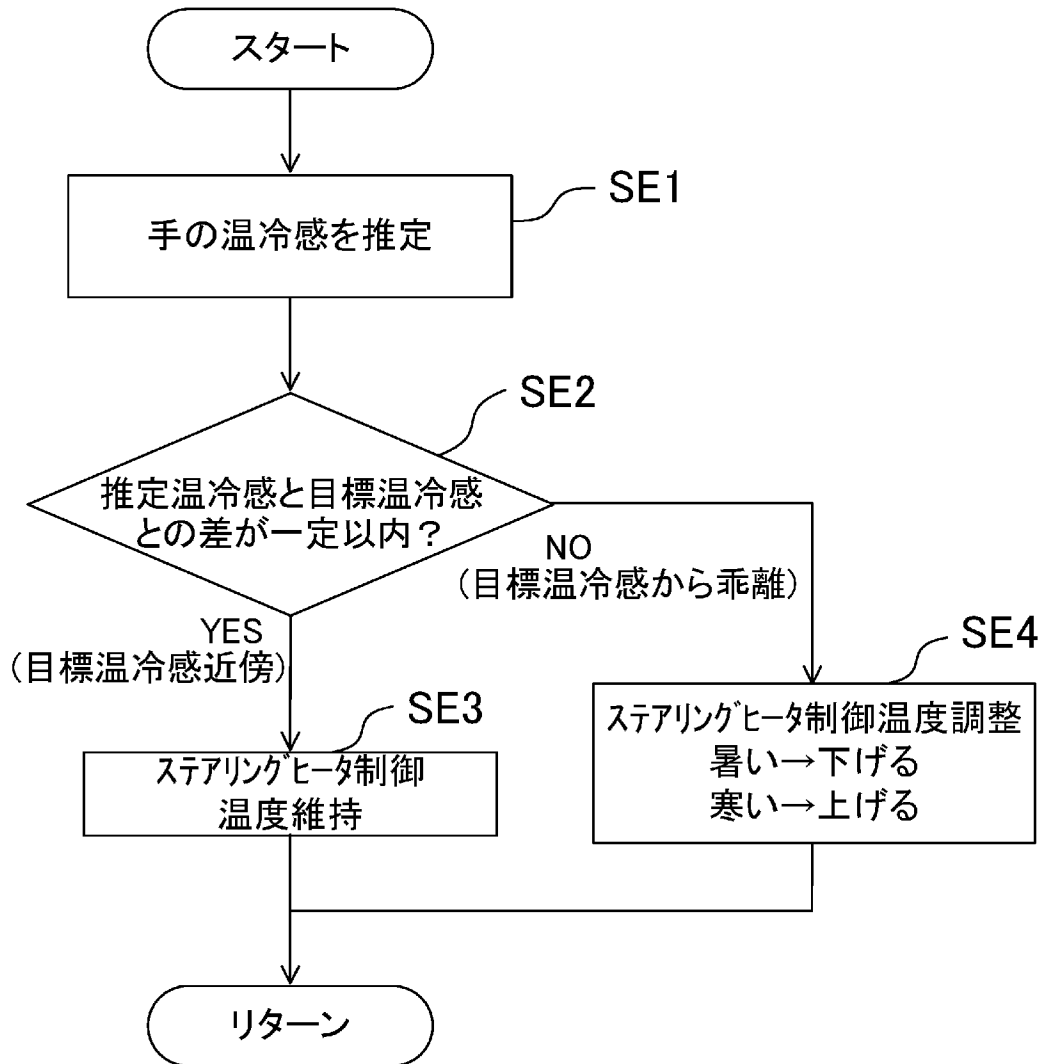 スタート
手の温冷感を推定
SE1
SE2
推定温冷感と目標温冷感
との差が一定以内？
NO
(目標温冷感から乖離)
YES
(目標温冷感近傍)
SE3
ｽﾃｱﾘﾝｸﾞﾋｰﾀ制御
温度維持
SE4
ｽﾃｱﾘﾝｸﾞﾋｰﾀ制御温度調整
暑い→下げる
寒い→上げる
リターン